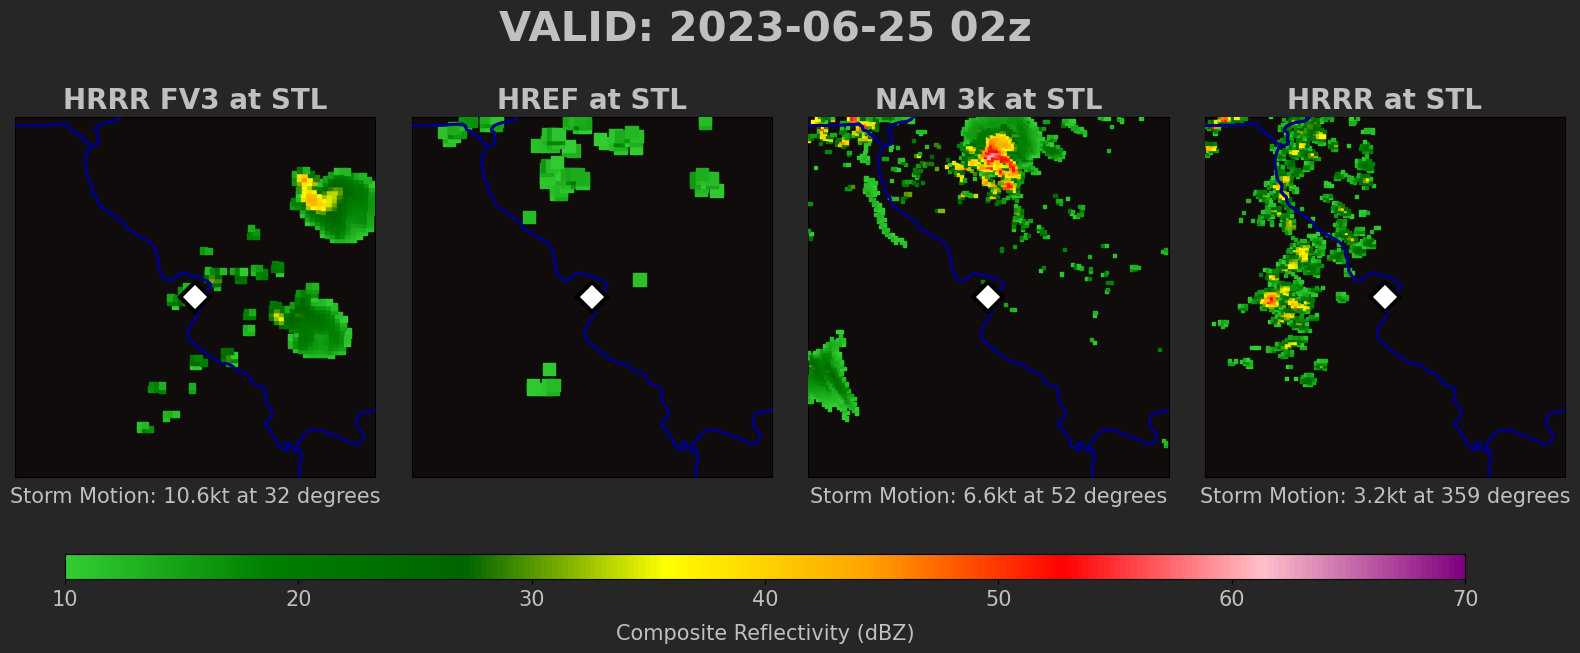 VALID: 2023-06-25 02z
HRRR FV3 at STL
HREF at STL
NAM 3k at STL
HRRR at STL
Storm Motion: 10.6kt at 32 degrees
Storm Motion: 6.6kt at 52 degrees
Storm Motion: 3.2kt at 359 degrees
10 20 30 40 50 60 70
Composite Reflectivity (dBZ)